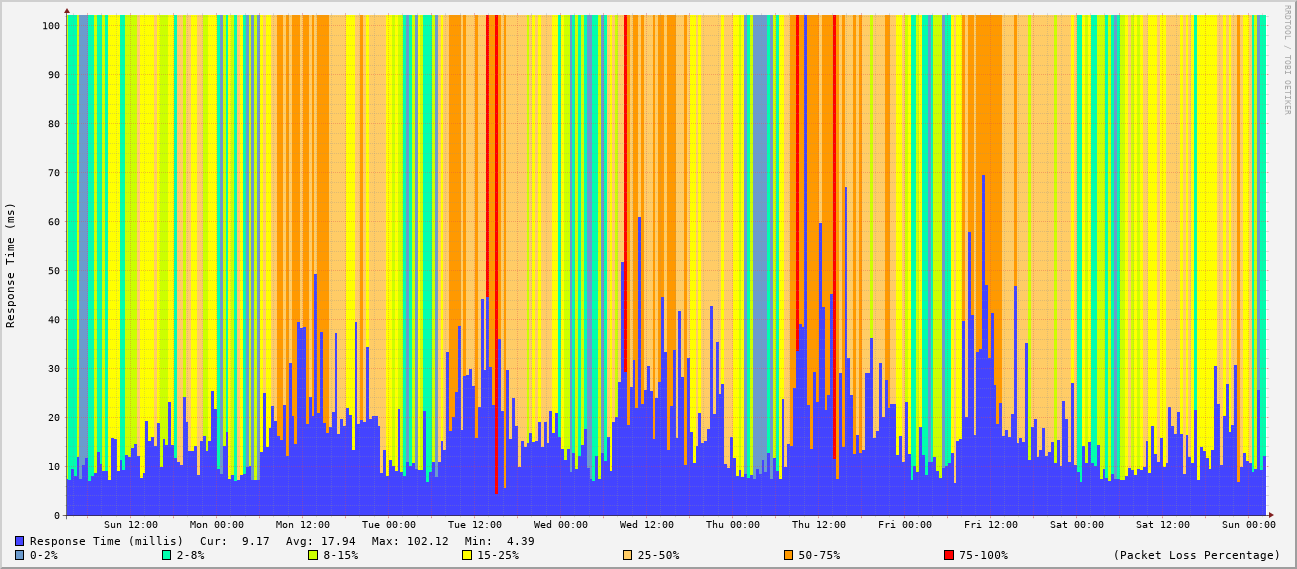 RRDTOOL / TOBI OETIKER
Response Time (ms)
100
90
80
70
60
50
40
30
20
10
0
Sun 12:00 Mon 00:00 Mon 12:00 Tue 00:00 Tue 12:00 Wed 00:00 Wed 12:00 Thu 00:00 Thu 12:00 Fri 00:00 Fri 12:00 Sat 00:00 Sat 12:00 Sun 00:00
Response Time (millis) Cur: 9.17 Avg: 17.94 Max: 102.12 Min: 4.39
0-2% 2-8% 8-15% 15-25% 25-50% 50-75% 75-100% (Packet Loss Percentage)